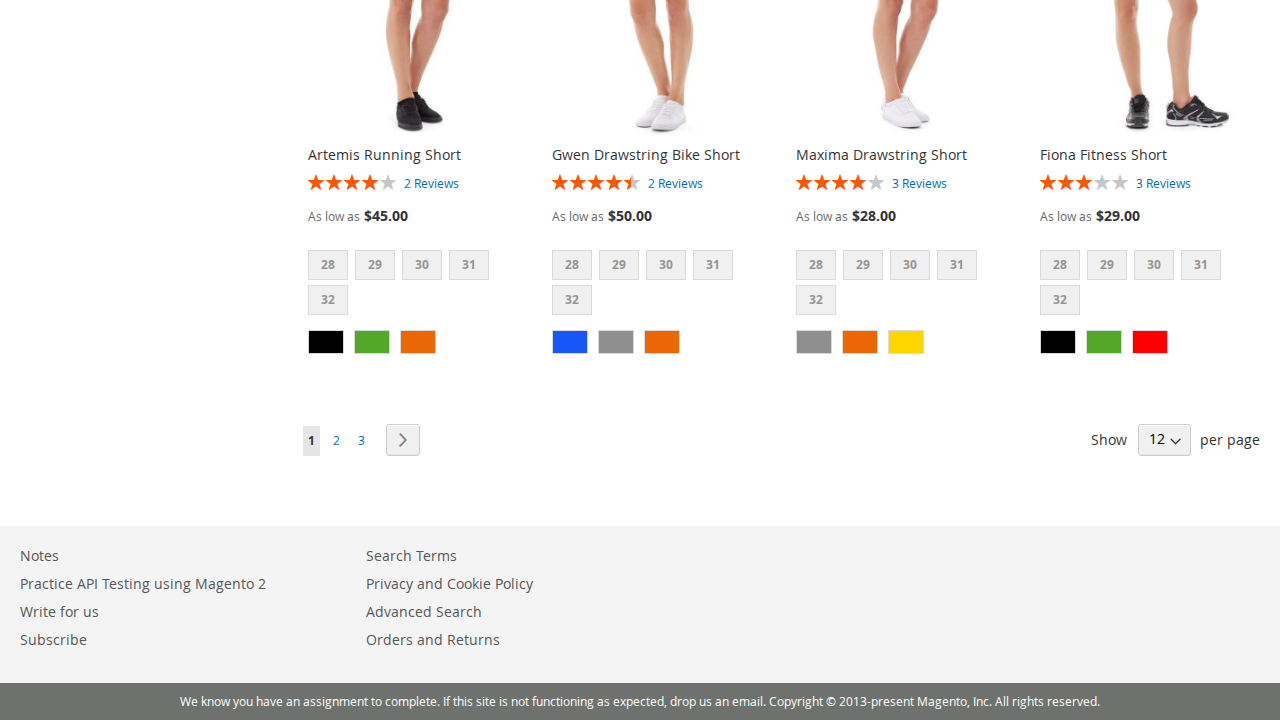 Artemis Running Short
2 Reviews
As low as $45.00
28 29 30 31
32
Gwen Drawstring Bike Short
2 Reviews
As low as $50.00
28 29 30 31
32
Maxima Drawstring Short
3 Reviews
As low as $28.00
28 29 30 31
32
Fiona Fitness Short
3 Reviews
As low as $29.00
28 29 30 31
32
1 2 3
Show 12 per page
Notes
Practice API Testing using Magento 2
Write for us
Subscribe
Search Terms
Privacy and Cookie Policy
Advanced Search
Orders and Returns
We know you have an assignment to complete. If this site is not functioning as expected, drop us an email. Copyright © 2013-present Magento, Inc. All rights reserved.